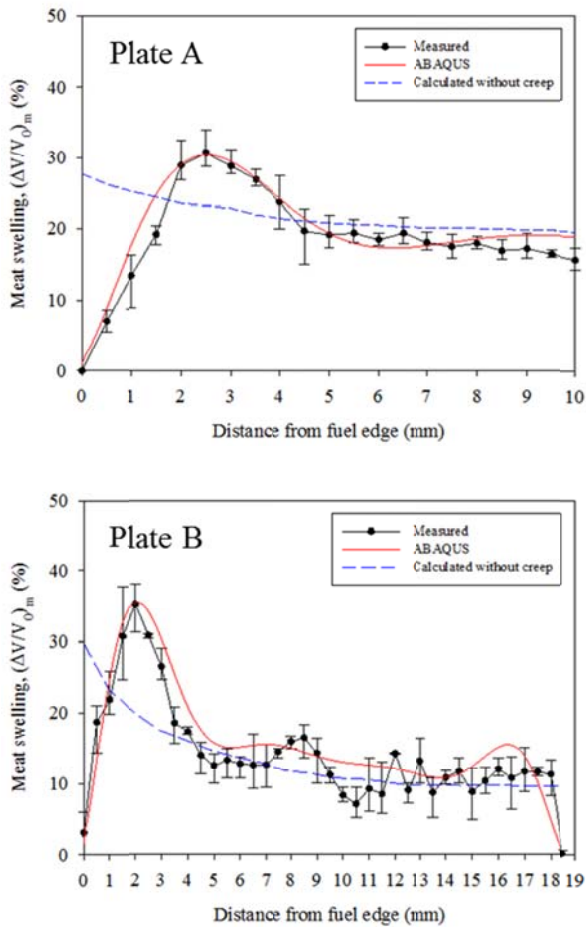 Plate A
Measured
ABAQUS
Calculated without creep
Meat swelling, (ΔV/V₀)m (%)
50
40
30
20
10
0
0 1 2 3 4 5 6 7 8 9 10
Distance from fuel edge (mm)
Plate B
Measured
ABAQUS
Calculated without creep
Meat swelling, (ΔV/V₀)m (%)
50
40
30
20
10
0
0 1 2 3 4 5 6 7 8 9 10 11 12 13 14 15 16 17 18 19
Distance from fuel edge (mm)